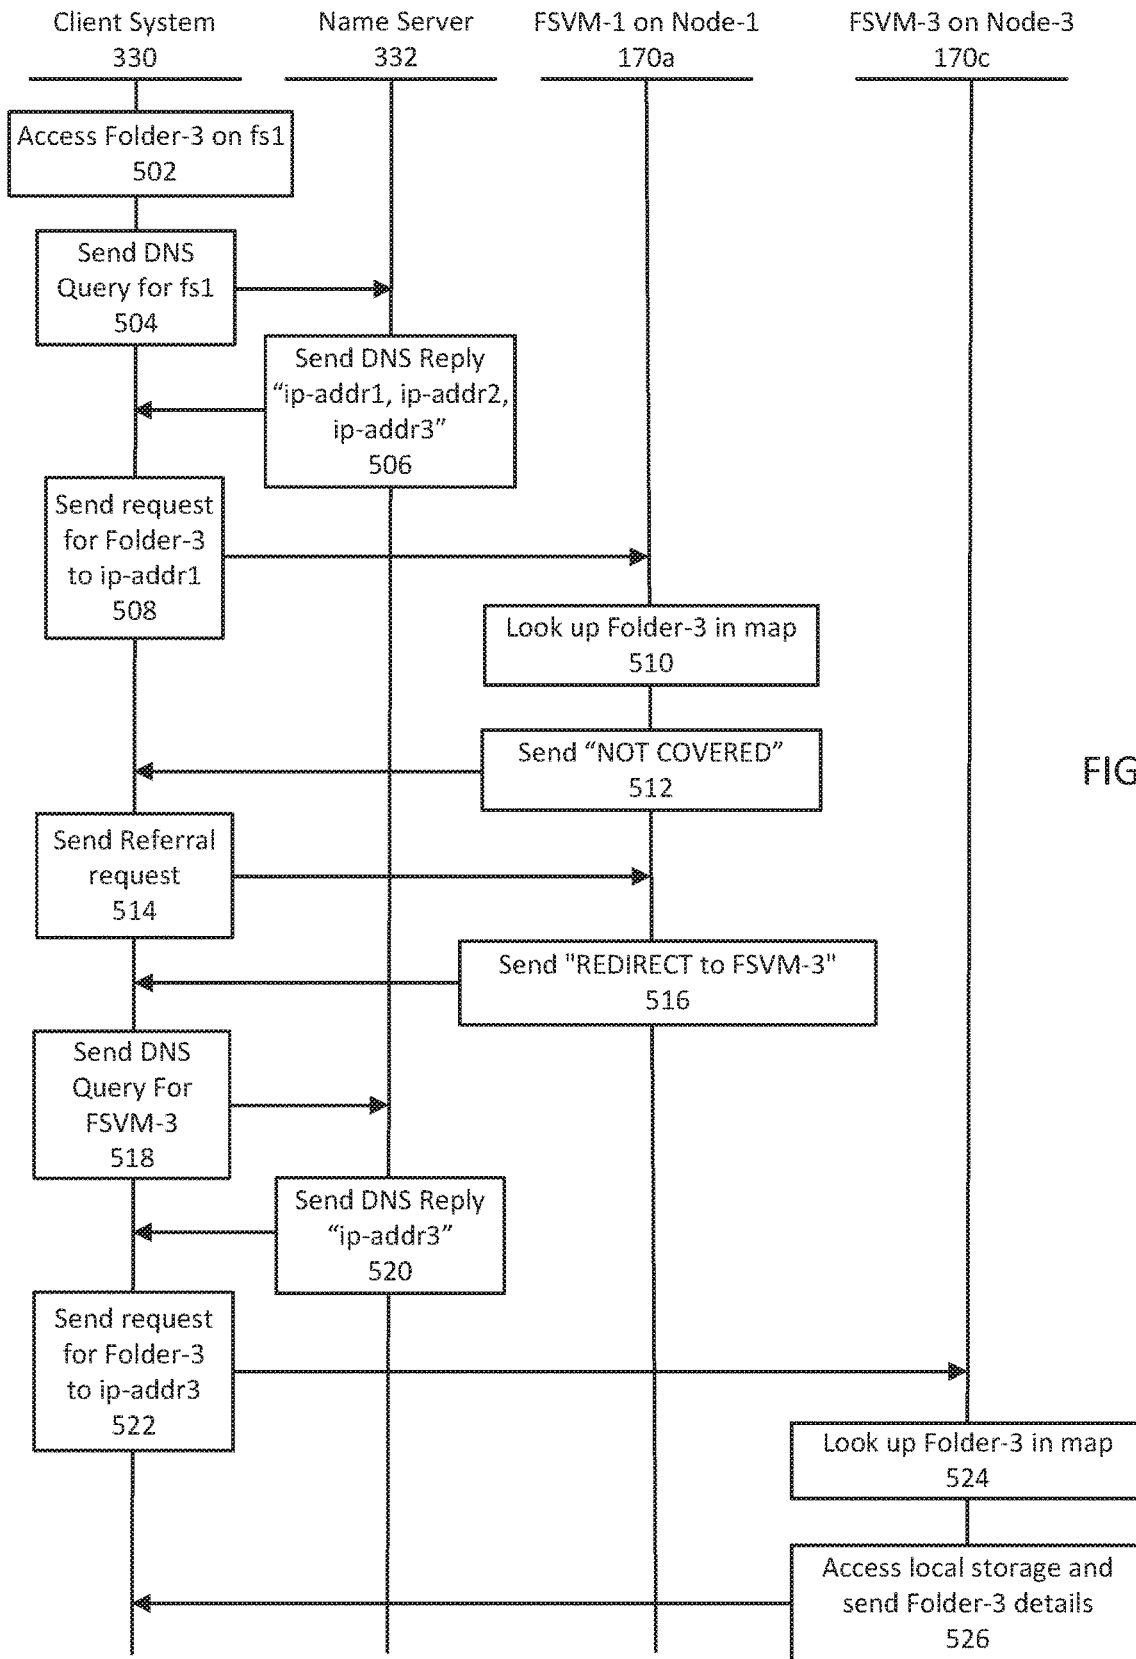 Client System
330
Name Server
332
FSVM-1 on Node-1
170a
FSVM-3 on Node-3
170c
Access Folder-3 on fs1
502
Send DNS
Query for fs1
504
Send DNS Reply
“ip-addr1, ip-addr2,
ip-addr3”
506
Send request
for Folder-3
to ip-addr1
508
Look up Folder-3 in map
510
Send “NOT COVERED”
512
FIG
Send Referral
request
514
Send "REDIRECT to FSVM-3"
516
Send DNS
Query For
FSVM-3
518
Send DNS Reply
“ip-addr3”
520
Send request
for Folder-3
to ip-addr3
522
Look up Folder-3 in map
524
Access local storage and
send Folder-3 details
526